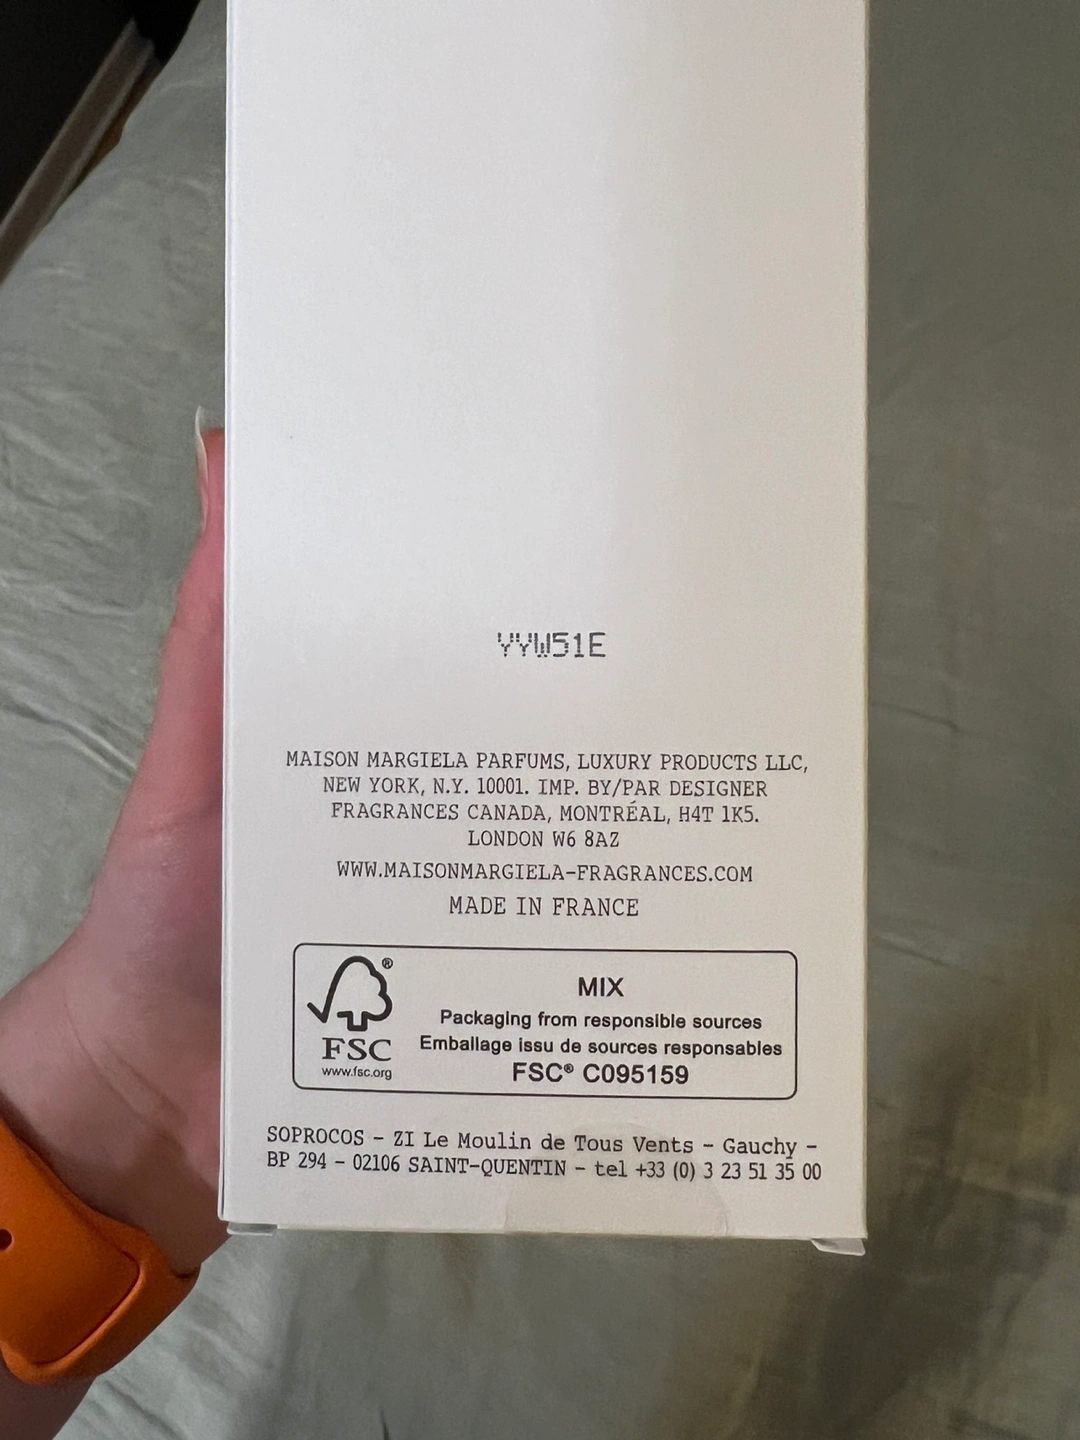 YYW51E
MAISON MARGIELA PARFUMS, LUXURY PRODUCTS LLC,
NEW YORK, N.Y. 10001. IMP. BY/PAR DESIGNER
FRAGRANCES CANADA, MONTRÉAL, H4T 1K5.
LONDON W6 8AZ
WWW.MAISONMARGIELA-FRAGRANCES.COM
MADE IN FRANCE
®
FSC
www.fsc.org
MIX
Packaging from responsible sources
Emballage issu de sources responsables
FSC® C095159
SOPROCOS - ZI Le Moulin de Tous Vents - Gauchy -
BP 294 - 02106 SAINT-QUENTIN - tel +33 (0) 3 23 51 35 00